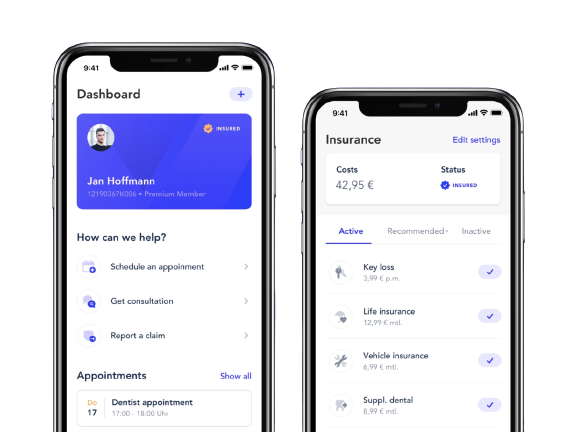 9:41
Dashboard
+
INSURED
Jan Hoffmann
12190367K006 • Premium Member
How can we help?
Schedule an appoinment
Get consultation
Report a claim
Appointments
Show all
Do
17
Dentist appointment
17:00 - 18:00 Uhr
9:41
Insurance
Edit settings
Costs
42,95 €
Status
INSURED
Active
Recommended
Inactive
Key loss
3,99 € p.m.
Life insurance
12,99 € mtl.
Vehicle insurance
6,99 € mtl.
Suppl. dental
8,99 € mtl.